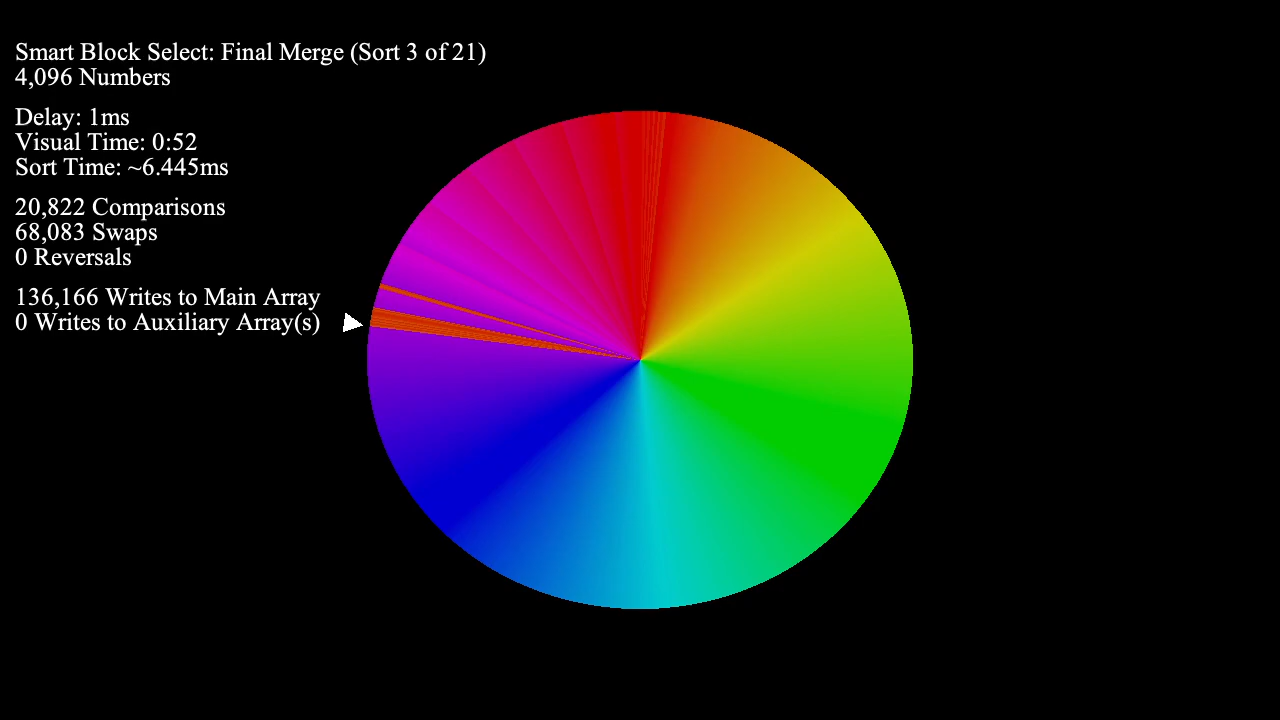 Smart Block Select: Final Merge (Sort 3 of 21)
4,096 Numbers
Delay: 1ms
Visual Time: 0:52
Sort Time: ~6.445ms
20,822 Comparisons
68,083 Swaps
0 Reversals
136,166 Writes to Main Array
0 Writes to Auxiliary Array(s)